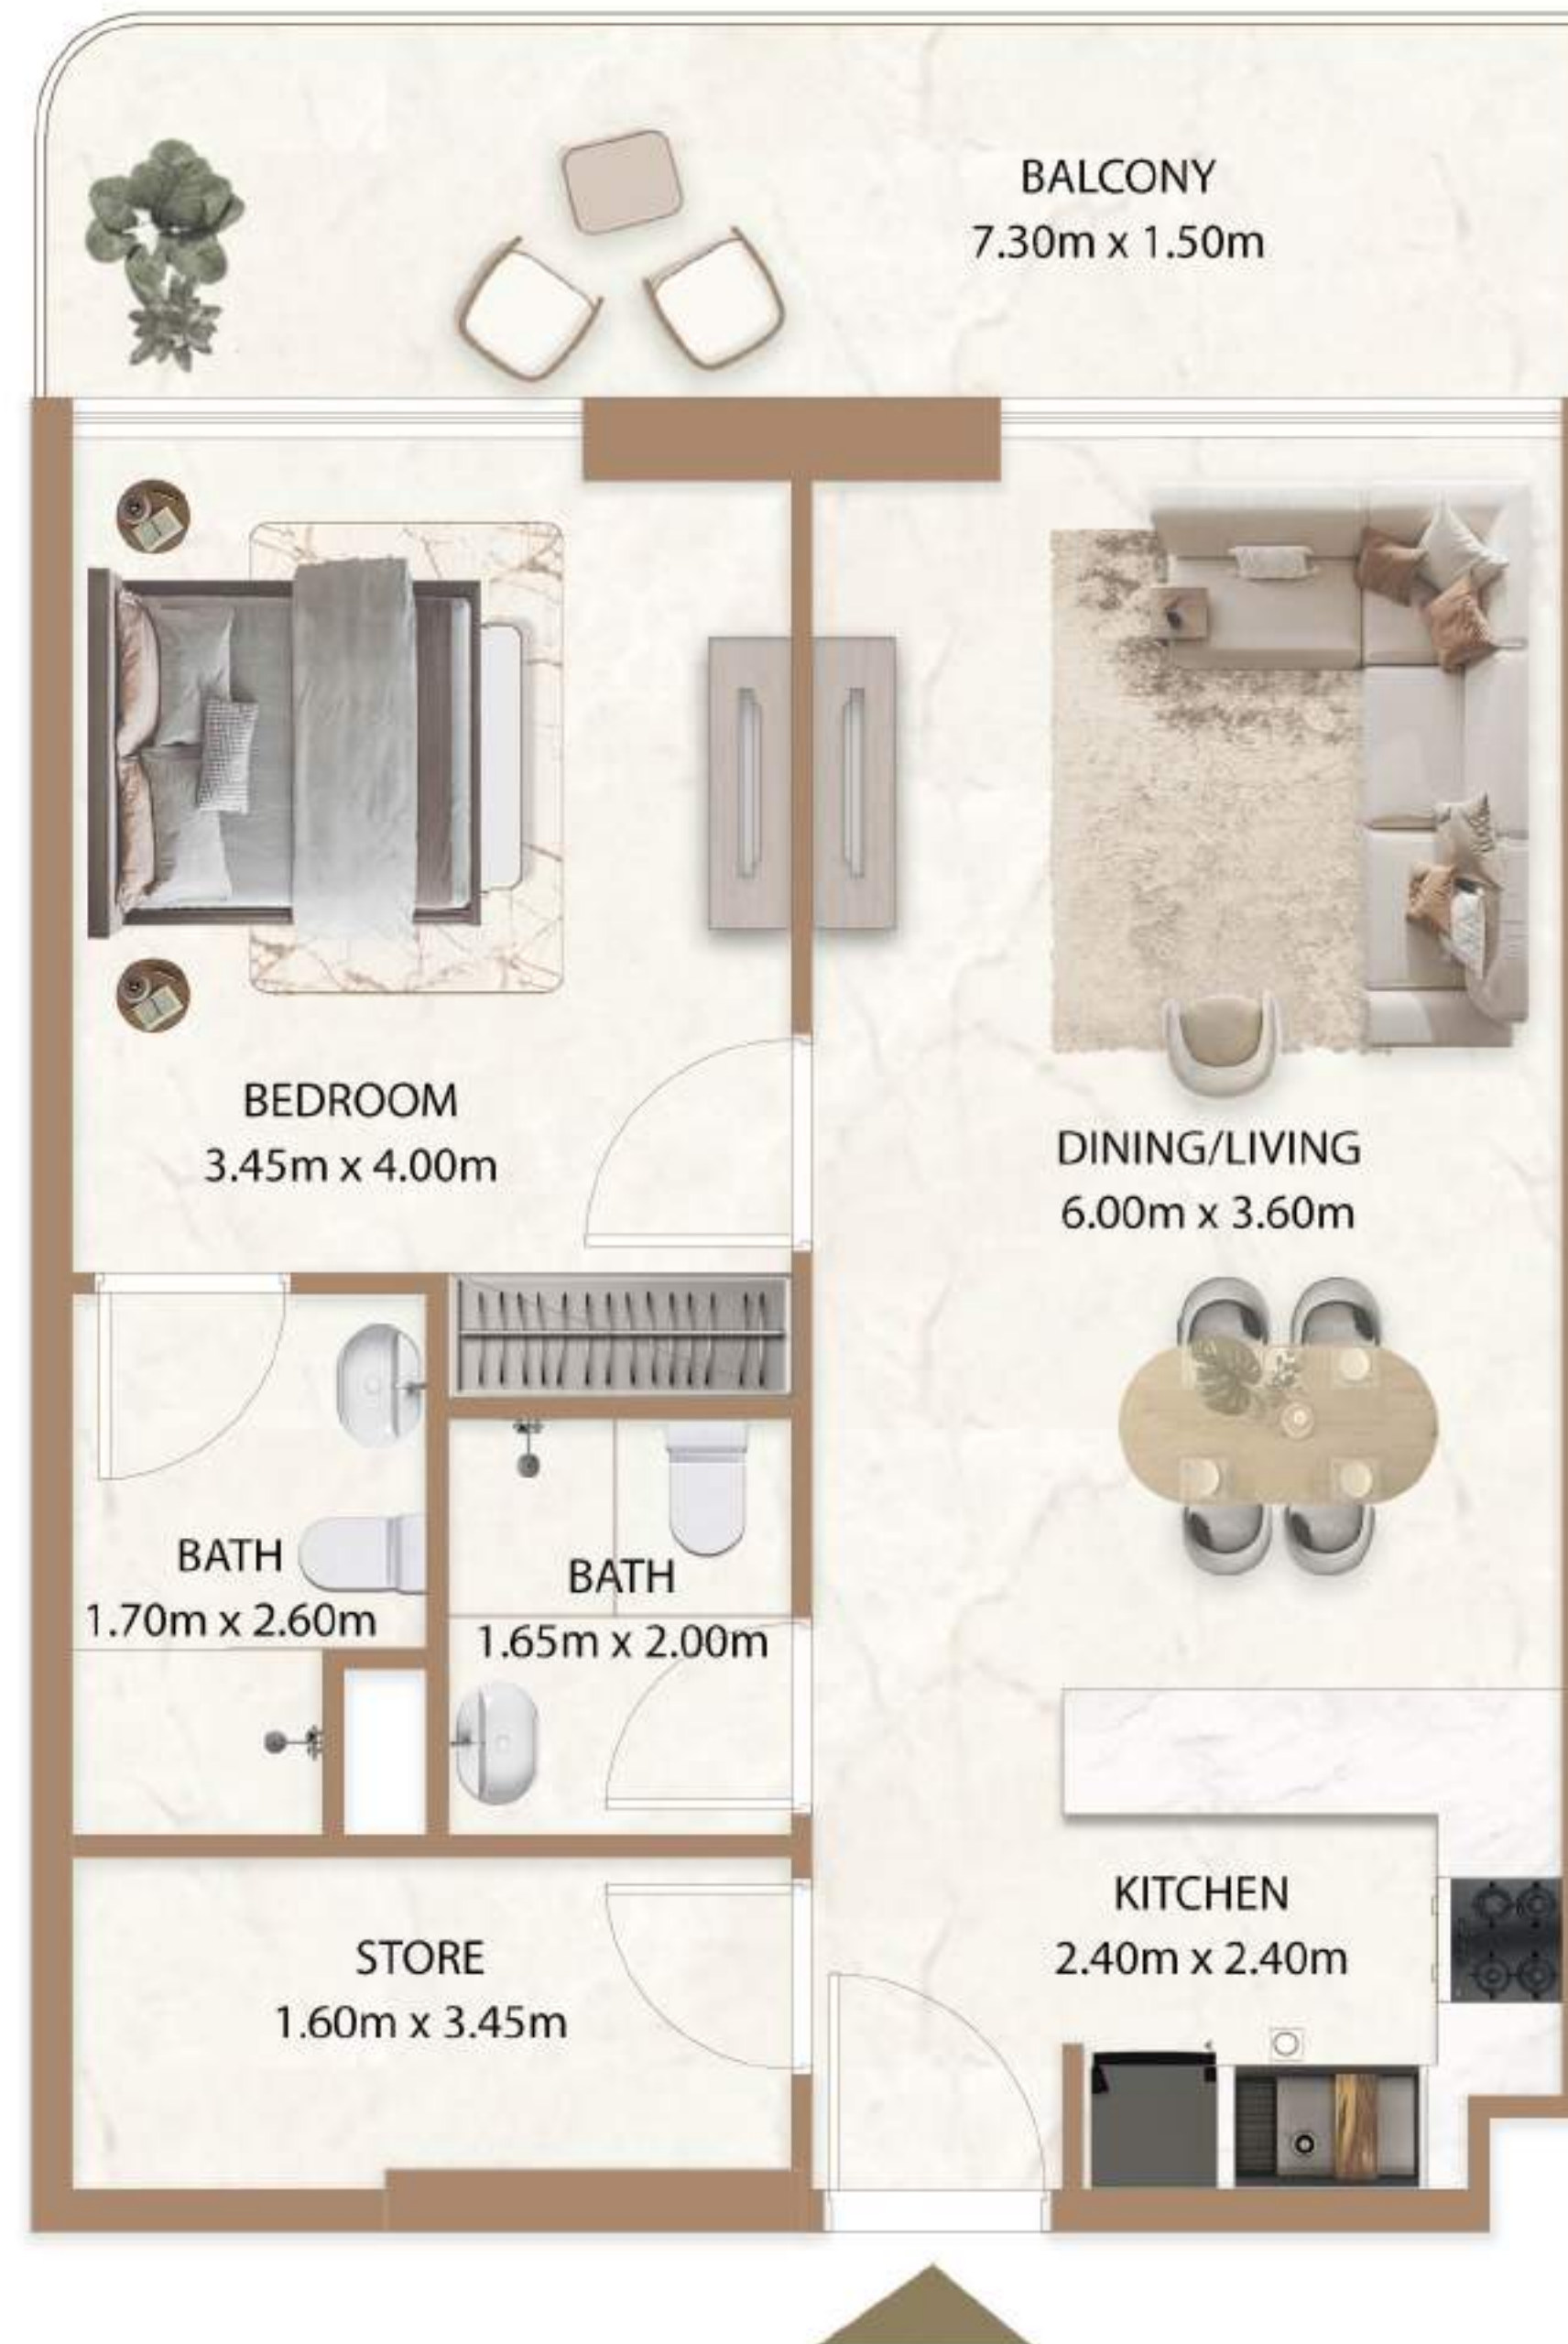 BALCONY
7.30m x 1.50m
BEDROOM
3.45m x 4.00m
DINING/LIVING
6.00m x 3.60m
BATH
1.70m x 2.60m
BATH
1.65m x 2.00m
KITCHEN
2.40m x 2.40m
STORE
1.60m x 3.45m